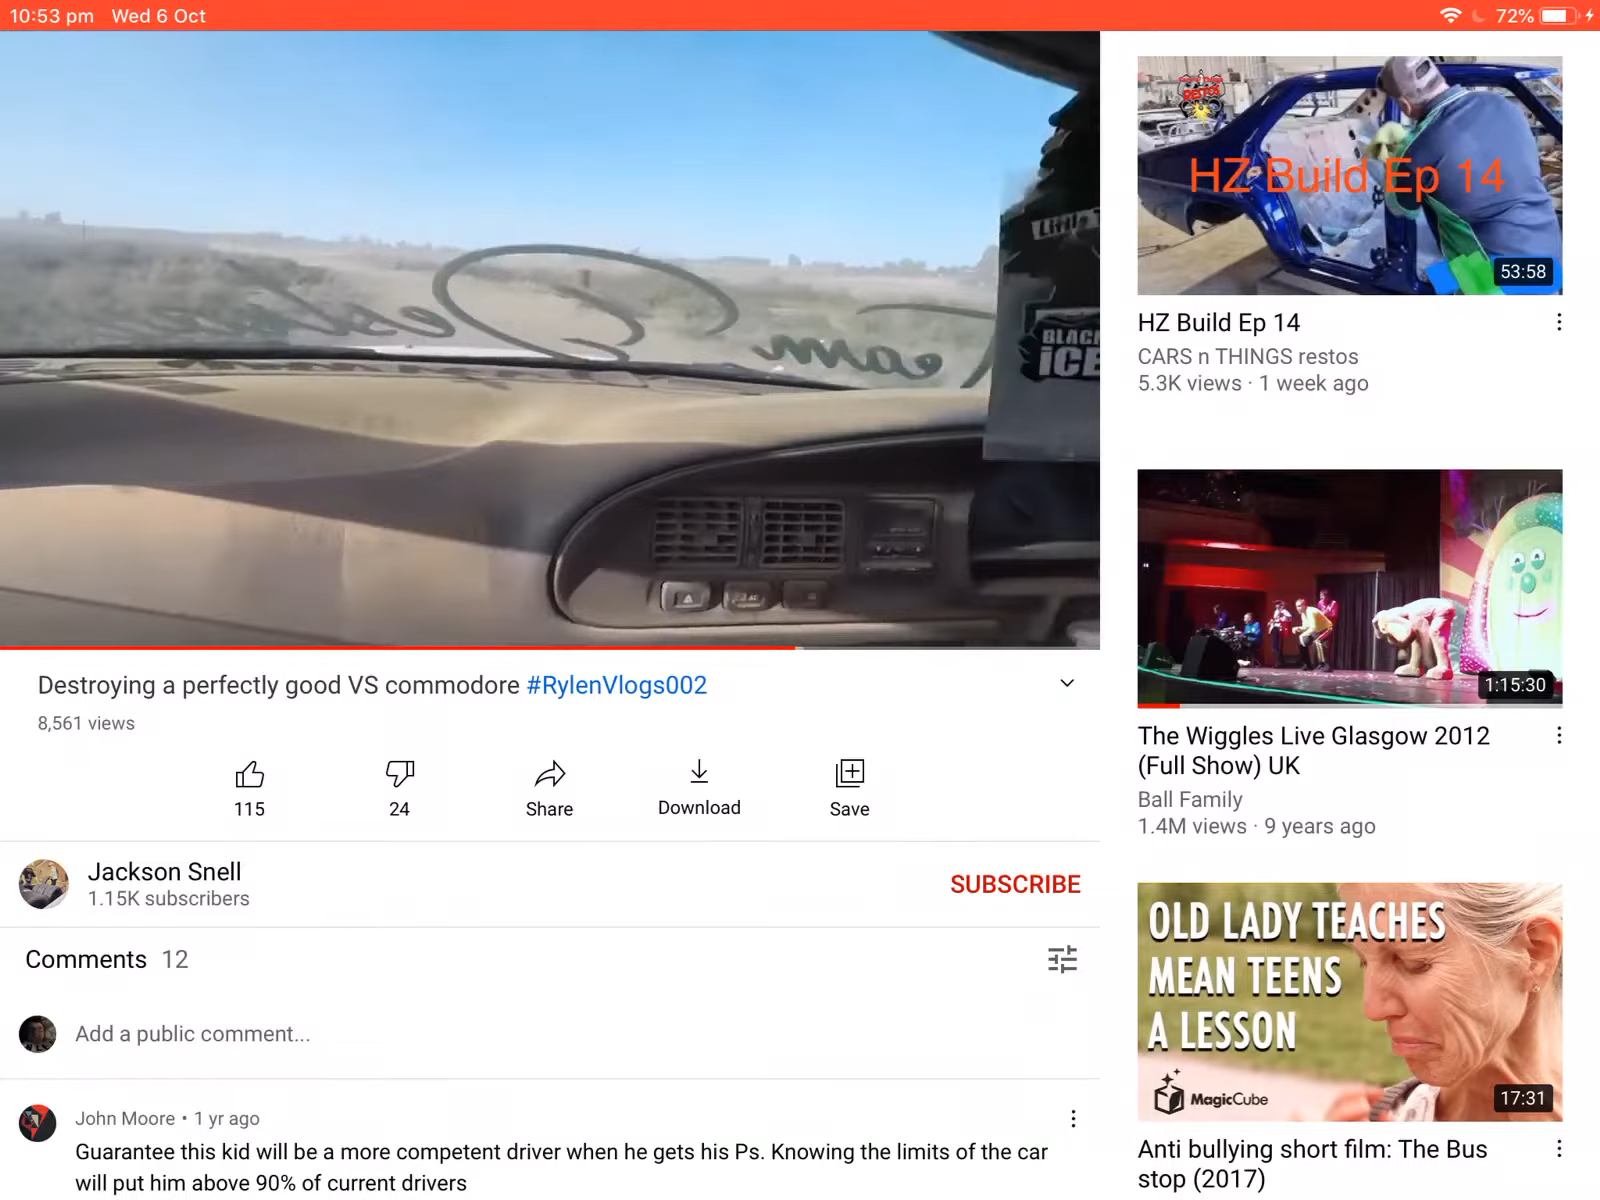 10:53 pm Wed 6 Oct
72%
Team
BLACK
iCE
Destroying a perfectly good VS commodore #RylenVlogs002
8,561 views
115
24
Share
Download
Save
Jackson Snell
1.15K subscribers
SUBSCRIBE
Comments 12
Add a public comment...
John Moore • 1 yr ago
Guarantee this kid will be a more competent driver when he gets his Ps. Knowing the limits of the car
will put him above 90% of current drivers
RESTOS
HZ Build Ep 14
53:58
HZ Build Ep 14
CARS n THINGS restos
5.3K views · 1 week ago
1:15:30
The Wiggles Live Glasgow 2012
(Full Show) UK
Ball Family
1.4M views · 9 years ago
OLD LADY TEACHES
MEAN TEENS
A LESSON
MagicCube
17:31
Anti bullying short film: The Bus
stop (2017)